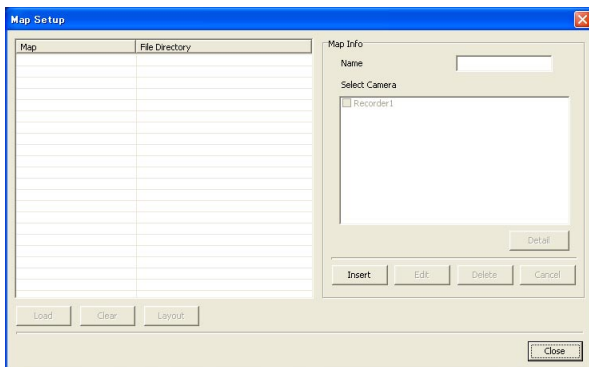 Map Setup
Map File Directory
Map Info
Name
Select Camera
Recorder1
Detail
Insert Edit Delete Cancel
Load Clear Layout
Close